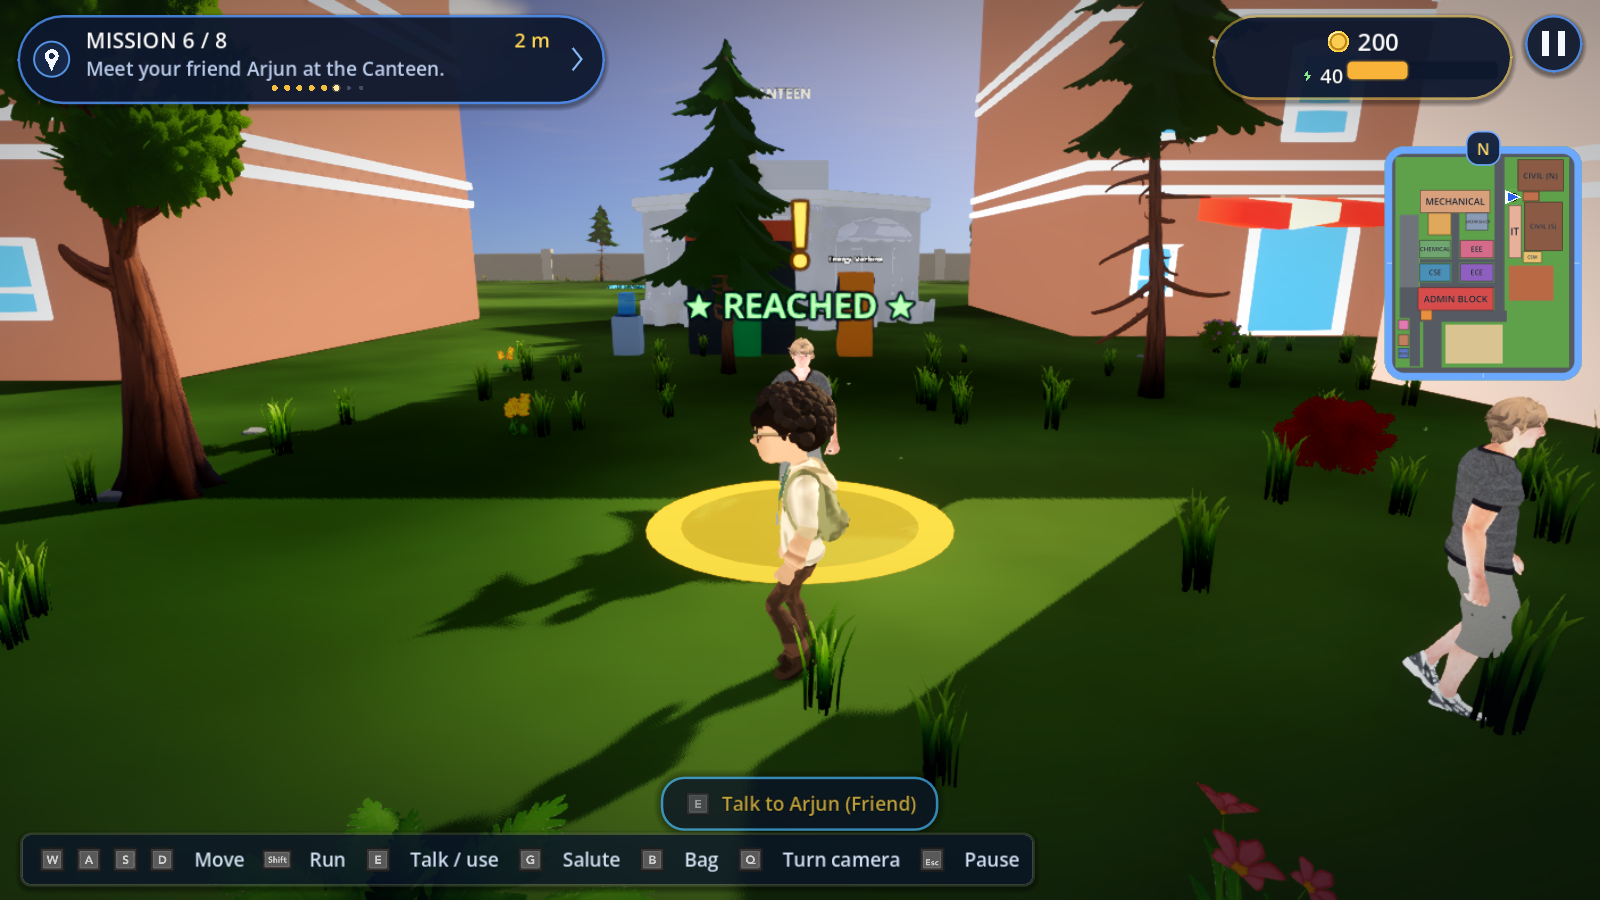 MISSION 6 / 8
2 m
Meet your friend Arjun at the Canteen.
200
40
NTEEN
N
CIVIL (N)
MECHANICAL
IT
CIVIL (S)
CHEMICAL
EEE
CSE
ECE
ADMIN BLOCK
★ REACHED ★
E Talk to Arjun (Friend)
W A S D Move Shift Run E Talk / use G Salute B Bag Q Turn camera Esc Pause